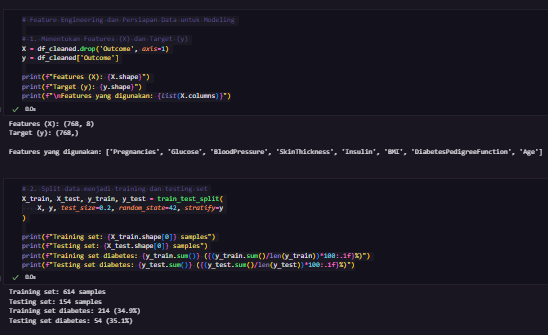 # Feature Engineering dan Persiapan Data untuk Modeling
# 1. Menentukan Features (X) dan Target (y)
X = df_cleaned.drop('Outcome', axis=1)
y = df_cleaned['Outcome']
print(f"Features (X): {X.shape}")
print(f"Target (y): {y.shape}")
print(f"\nFeatures yang digunakan: {list(X.columns)}")
✓ 0.0s
Features (X): (768, 8)
Target (y): (768,)
Features yang digunakan: ['Pregnancies', 'Glucose', 'BloodPressure', 'SkinThickness', 'Insulin', 'BMI', 'DiabetesPedigreeFunction', 'Age']
# 2. Split data menjadi training dan testing set
X_train, X_test, y_train, y_test = train_test_split(
X, y, test_size=0.2, random_state=42, stratify=y
)
print(f"Training set: {X_train.shape[0]} samples")
print(f"Testing set: {X_test.shape[0]} samples")
print(f"Training set diabetes: {y_train.sum()} ({(y_train.sum()/len(y_train))*100:.1f}%)")
print(f"Testing set diabetes: {y_test.sum()} ({(y_test.sum()/len(y_test))*100:.1f}%)")
✓ 0.0s
Training set: 614 samples
Testing set: 154 samples
Training set diabetes: 214 (34.9%)
Testing set diabetes: 54 (35.1%)